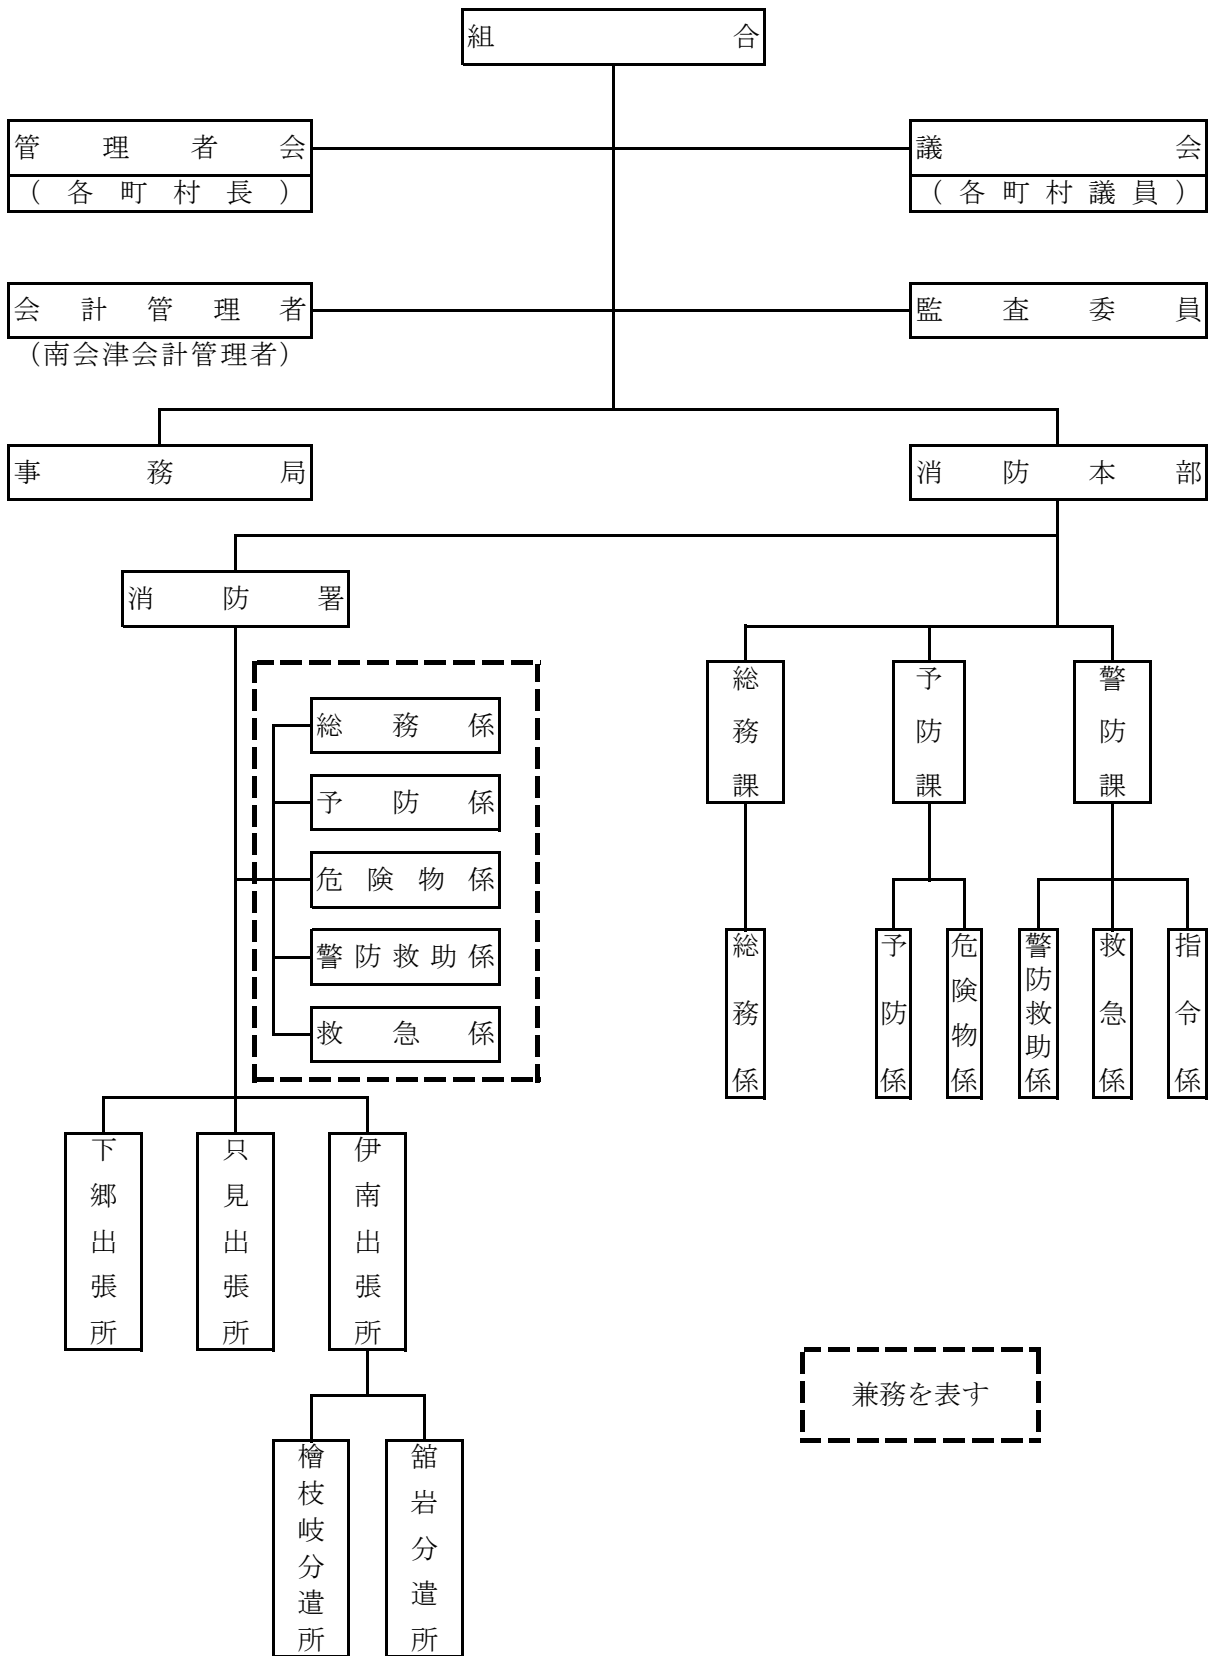 組合
管理者会
(各町村長)
議会
(各町村議員)
会計管理者
(南会津会計管理者)
監査委員
事務局
消防本部
消防署
総務係
予防係
危険物係
警防救助係
救急係
総務課
予防課
警防課
総務係
予防係
危険物係
警防救助係
救急係
指令係
下郷出張所
只見出張所
伊南出張所
檜枝岐分遣所
舘岩分遣所
兼務を表す